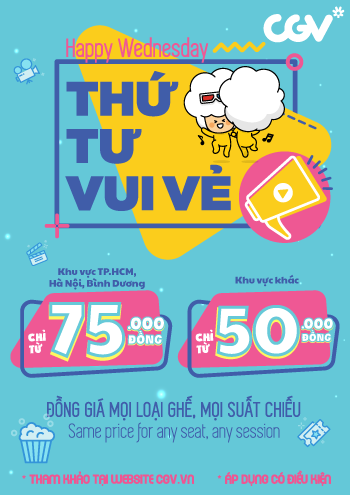 CGV*
Happy Wednesday
THỨ
TƯ
VUI VẺ
Khu vực TP.HCM,
Hà Nội, Bình Dương
CHỈ TỪ 75.000 ĐỒNG
Khu vực khác
CHỈ TỪ 50.000 ĐỒNG
ĐỒNG GIÁ MỌI LOẠI GHẾ, MỌI SUẤT CHIẾU
Same price for any seat, any session
* THAM KHẢO TẠI WEBSITE CGV.VN * ÁP DỤNG CÓ ĐIỀU KIỆN